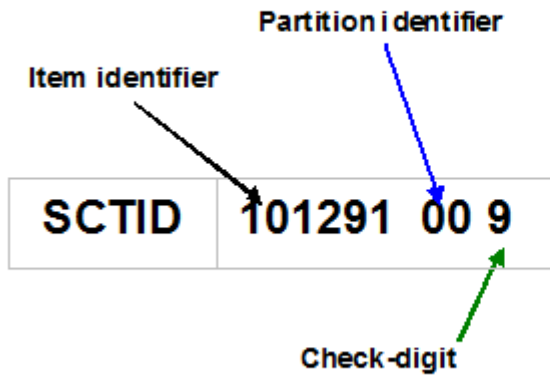 Partition identifier
Item identifier
SCTID 101291 00 9
Check-digit